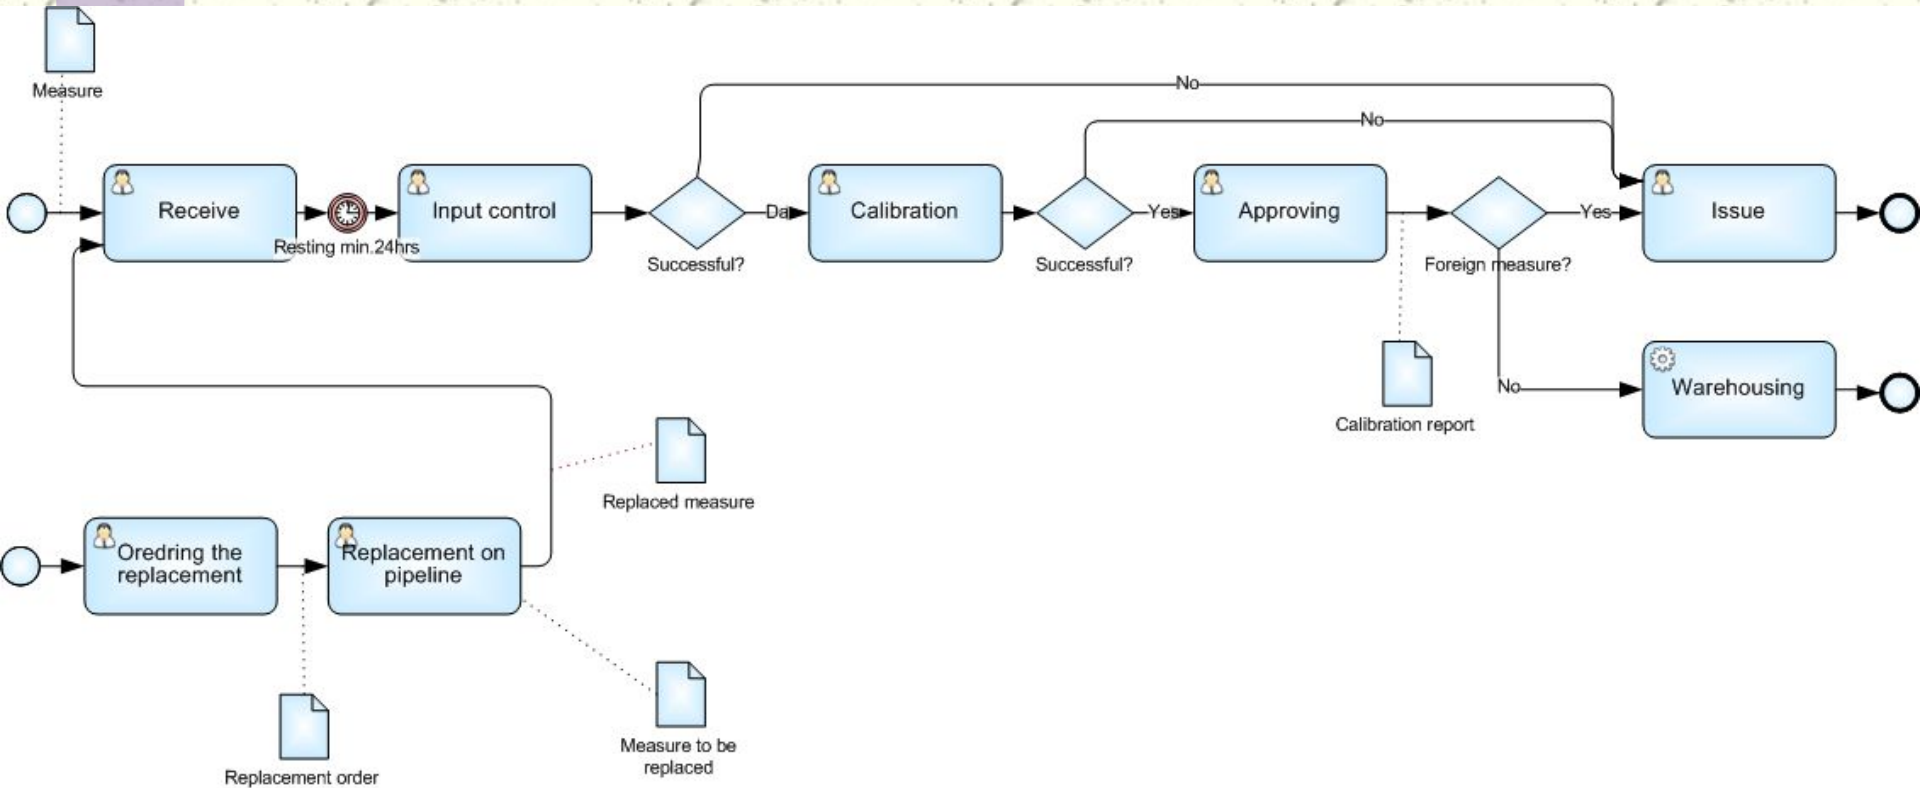 Measure
No
No
Receive
Resting min.24hrs
Input control
Successful?
Da
Calibration
Successful?
Yes
Approving
Foreign measure?
Yes
Issue
No
Warehousing
Calibration report
Replaced measure
Oredring the
replacement
Replacement on
pipeline
Measure to be
replaced
Replacement order